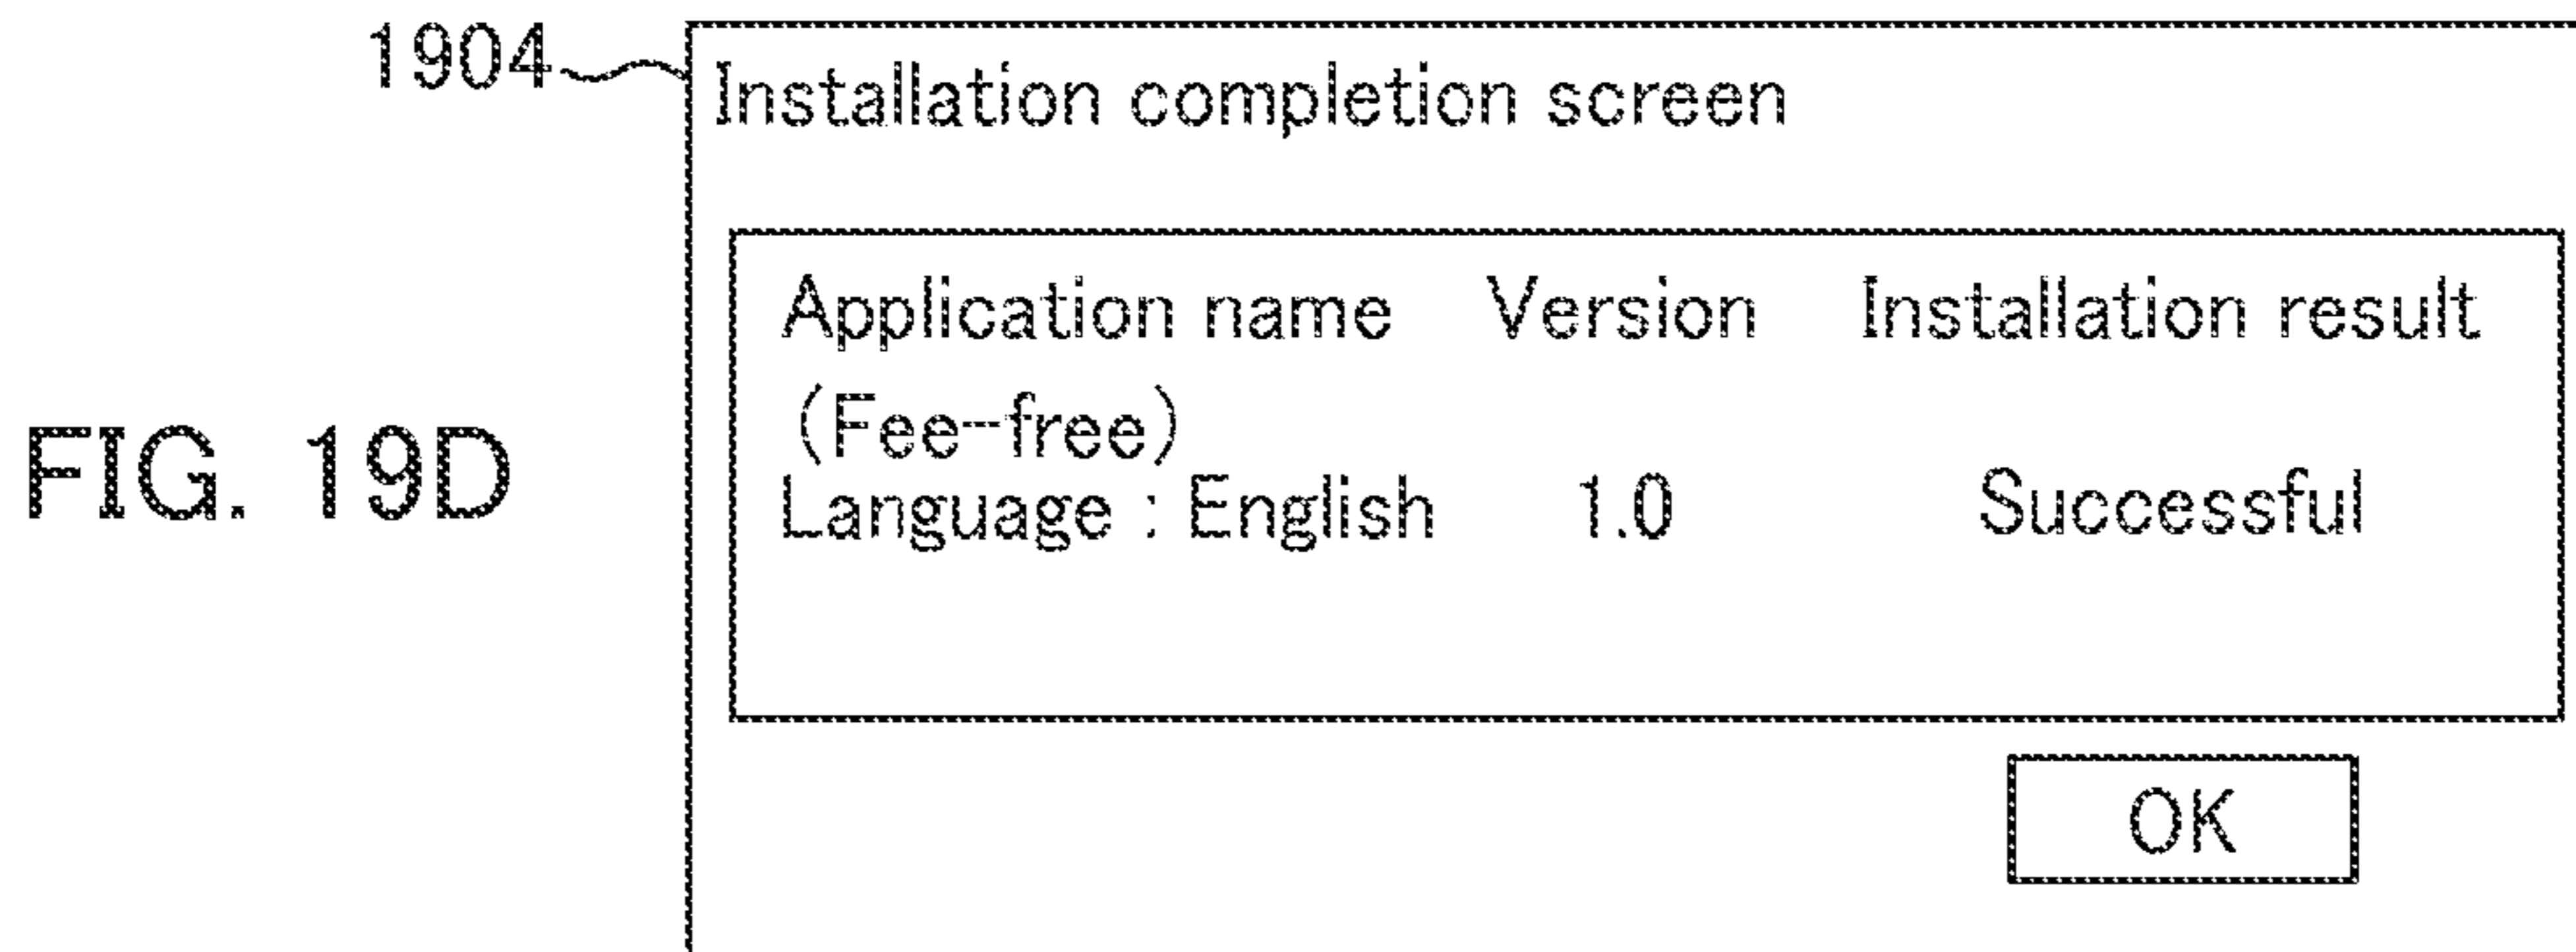 1904
Installation completion screen
Application name Version Installation result
(Fee-free)
FIG. 19D
Language : English 1.0 Successful
OK